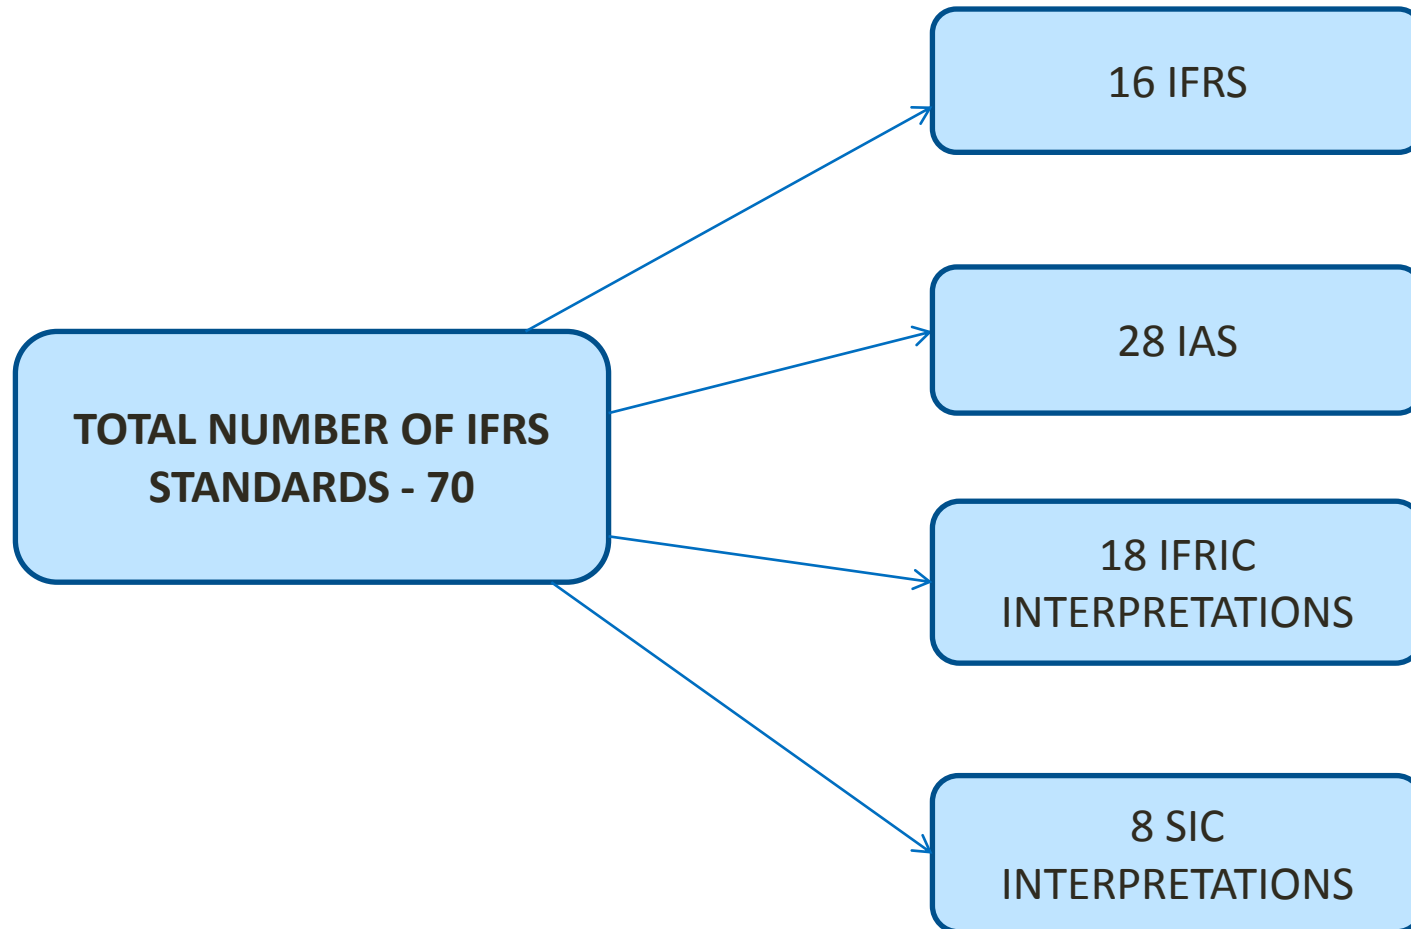 16 IFRS
28 IAS
TOTAL NUMBER OF IFRS
STANDARDS - 70
18 IFRIC
INTERPRETATIONS
8 SIC
INTERPRETATIONS